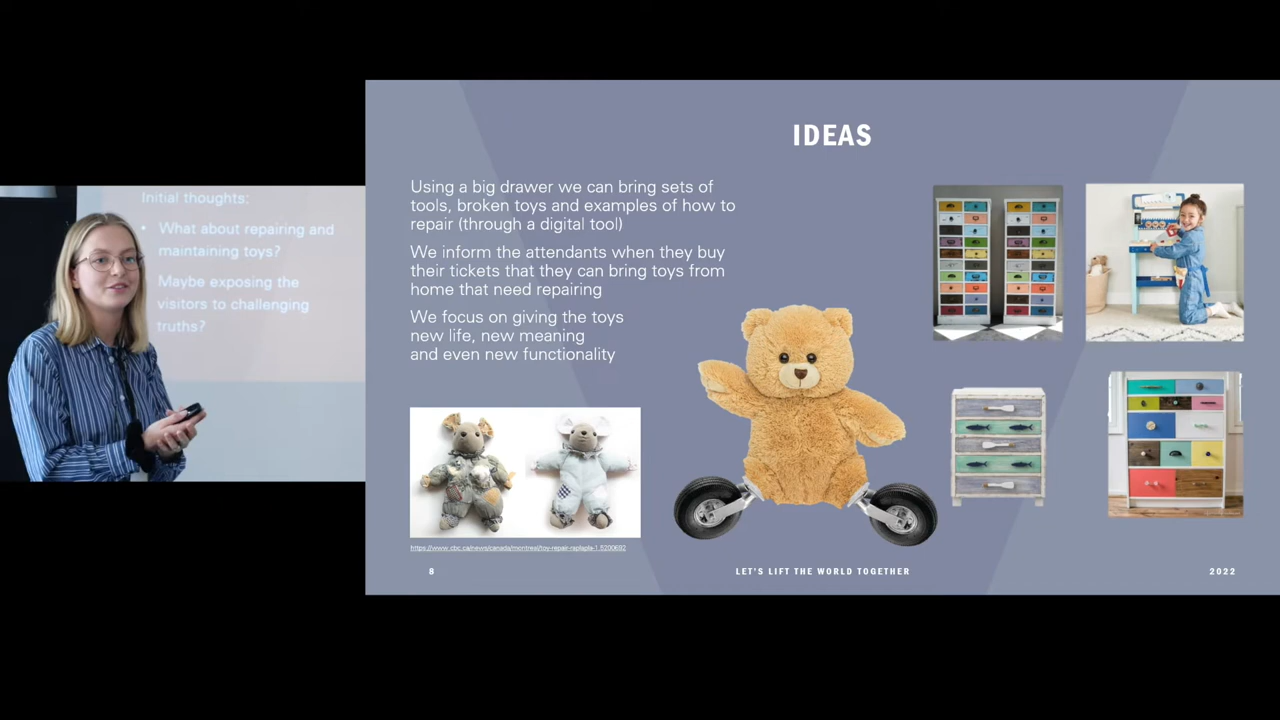 Initial thoughts:
• What about repairing and
maintaining toys?
Maybe exposing the
visitors to challenging
truths?
IDEAS
Using a big drawer we can bring sets of
tools, broken toys and examples of how to
repair (through a digital tool)
We inform the attendants when they buy
their tickets that they can bring toys from
home that need repairing
We focus on giving the toys
new life, new meaning
and even new functionality
https://www.cbc.ca/news/canada/montreal/toy-repair-raplapla-1.5200692
8
LET'S LIFT THE WORLD TOGETHER
2022